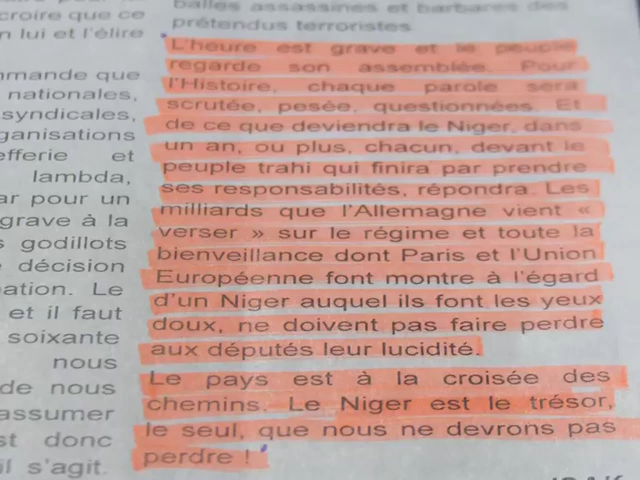 croire que ce
n lui et l'élire
mmande que
nationales,
syndicales,
ganisations
efferie et
lambda,
ar pour un
grave à la
s godillots
décision
ation. Le
et il faut
soixante
nous
de nous
assumer
st donc
il s'agit.
balles assassines et barbares des
prétendus terroristes
L'heure est grave et le peuple
regarde son assemblée. Pour
l'Histoire, chaque parole sera
scrutée, pesée, questionnées. Et
de ce que deviendra le Niger, dans
un an, ou plus, chacun, devant le
peuple trahi qui finira par prendre
ses responsabilités, répondra. Les
milliards que l'Allemagne vient «
verser » sur le régime et toute la
bienveillance dont Paris et l'Union
Européenne font montre à l'égard
d'un Niger auquel ils font les yeux
doux, ne doivent pas faire perdre
aux députés leur lucidité.
Le pays est à la croisée des
chemins. Le Niger est le trésor,
le seul, que nous ne devrons pas
perdre !